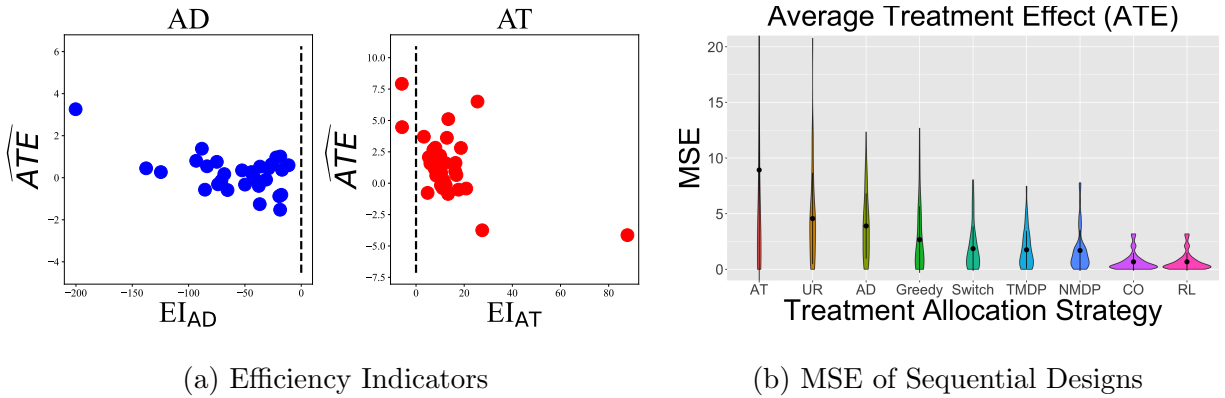 AD
6
4
2
0
−2
−4
ATE
−200
−150
−100
−50
0
EI_AD
AT
10.0
7.5
5.0
2.5
0.0
−2.5
−5.0
−7.5
ATE
0
20
40
60
80
EI_AT
(a) Efficiency Indicators
Average Treatment Effect (ATE)
20
15
10
5
0
MSE
AT UR AD Greedy Switch TMDP NMDP CO RL
Treatment Allocation Strategy
(b) MSE of Sequential Designs